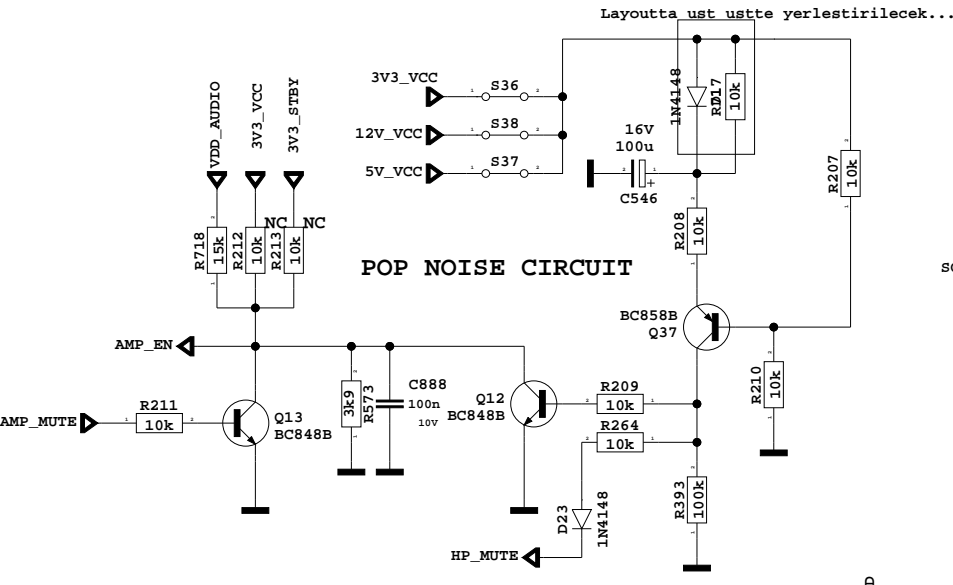 Layoutta ust ustte yerlestirilecek...
3V3_VCC
S36
12V_VCC
S38
5V_VCC
S37
16V
100u
C546
1N4148
R717
10k
R207
10k
R208
10k
VDD_AUDIO
3V3_VCC
3V3_STBY
NC
NC
R718
15k
R212
10k
R213
10k
POP NOISE CIRCUIT
BC858B
Q37
AMP_EN
R210
10k
AMP_MUTE
R211
10k
Q13
BC848B
3k9
R573
C888
100n
10V
Q12
BC848B
R209
10k
R264
10k
R393
100k
D23
1N4148
HP_MUTE
D